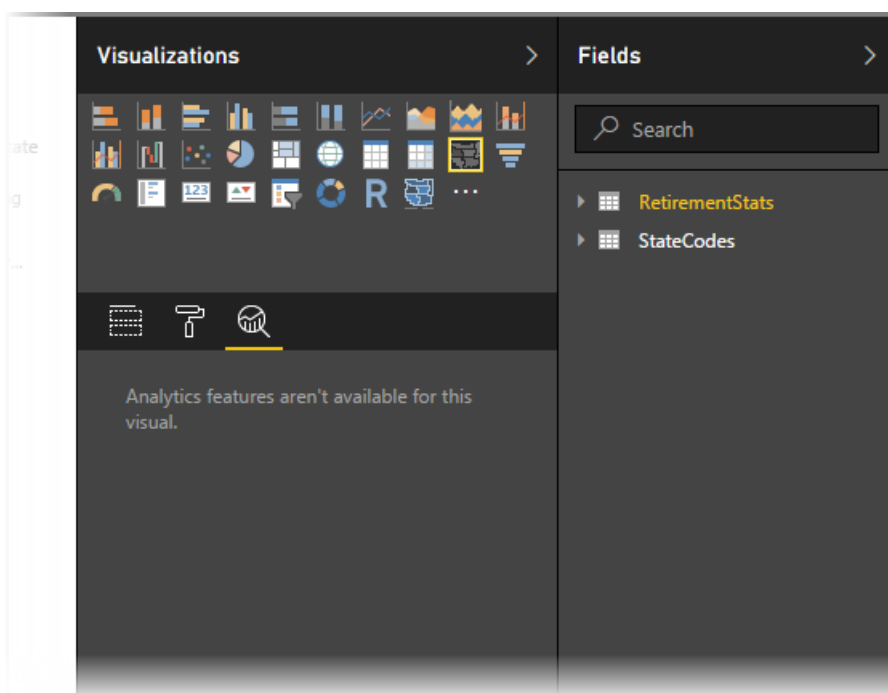 Visualizations
Fields
Search
123
R
...
RetirementStats
StateCodes
Analytics features aren't available for this
visual.